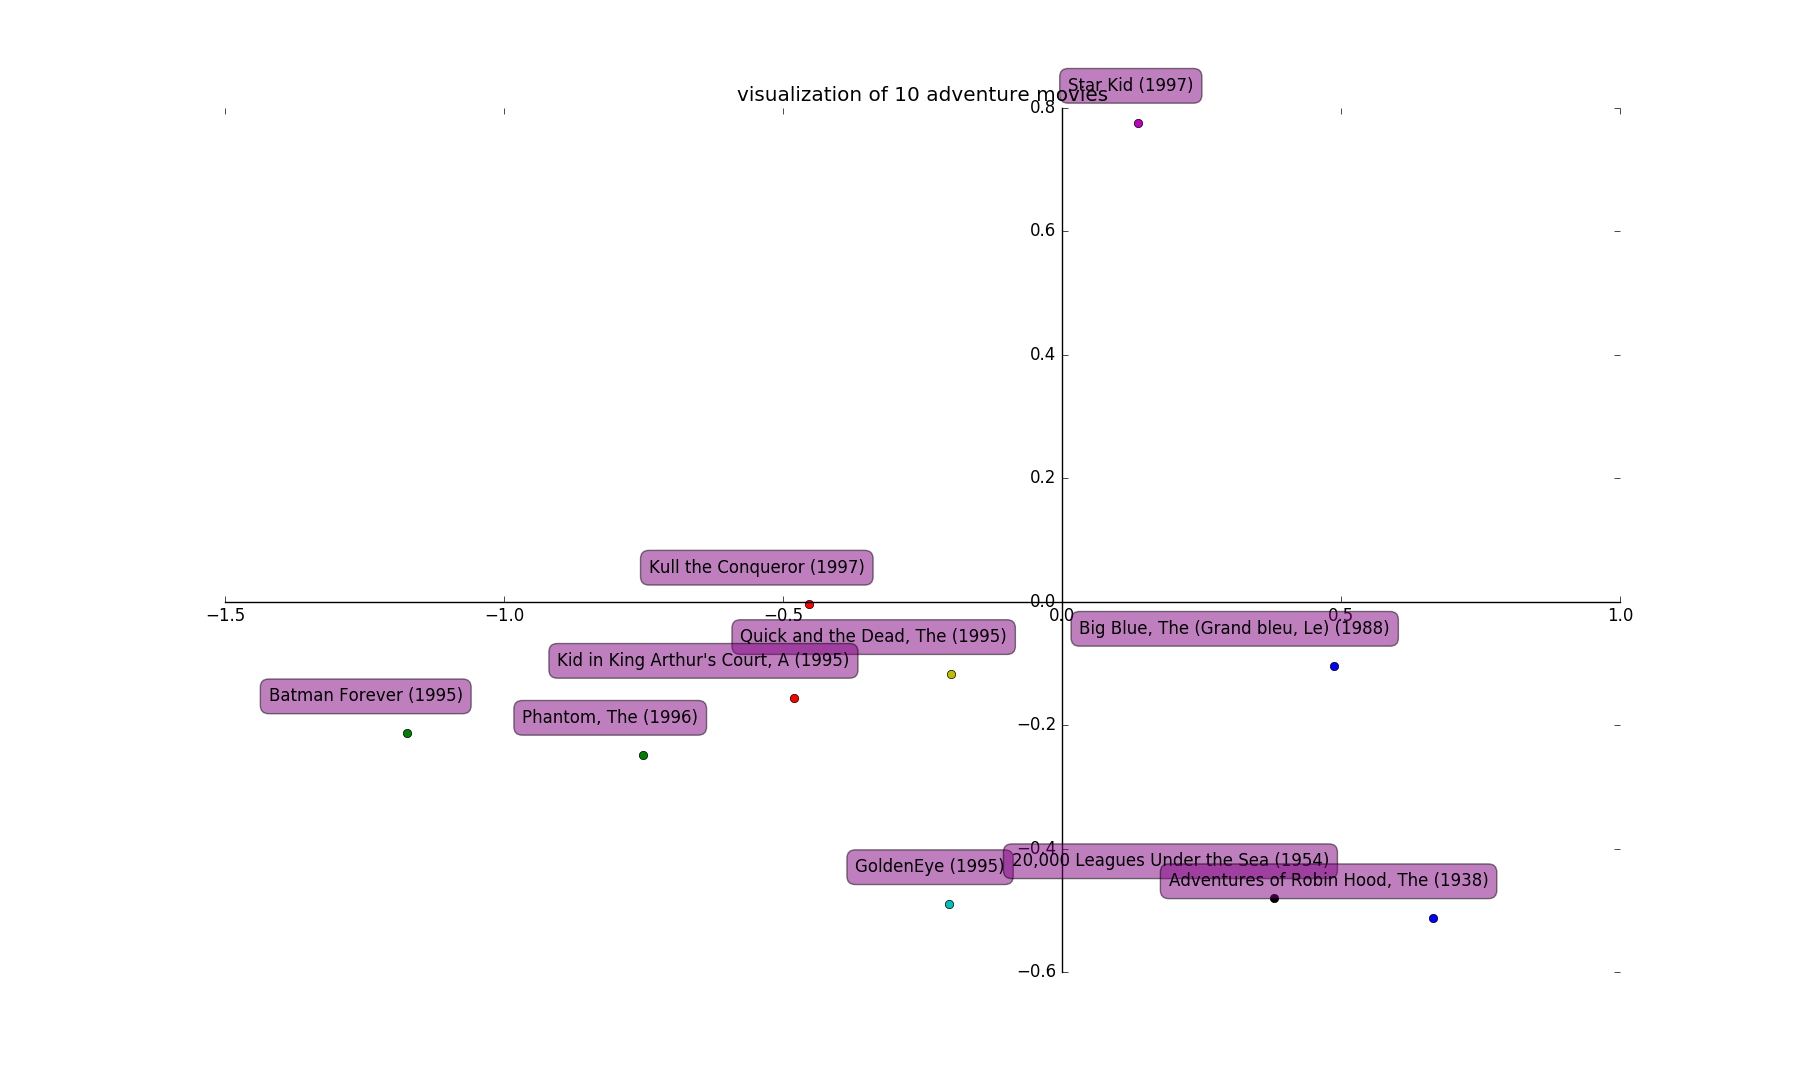 Star Kid (1997)
visualization of 10 adventure movies
0.8
0.6
0.4
0.2
Kull the Conqueror (1997)
0.0
−1.5
−1.0
−0.5
0.0
0.5
1.0
Big Blue, The (Grand bleu, Le) (1988)
Quick and the Dead, The (1995)
Kid in King Arthur's Court, A (1995)
Batman Forever (1995)
Phantom, The (1996)
−0.2
−0.4
20,000 Leagues Under the Sea (1954)
GoldenEye (1995)
Adventures of Robin Hood, The (1938)
−0.6